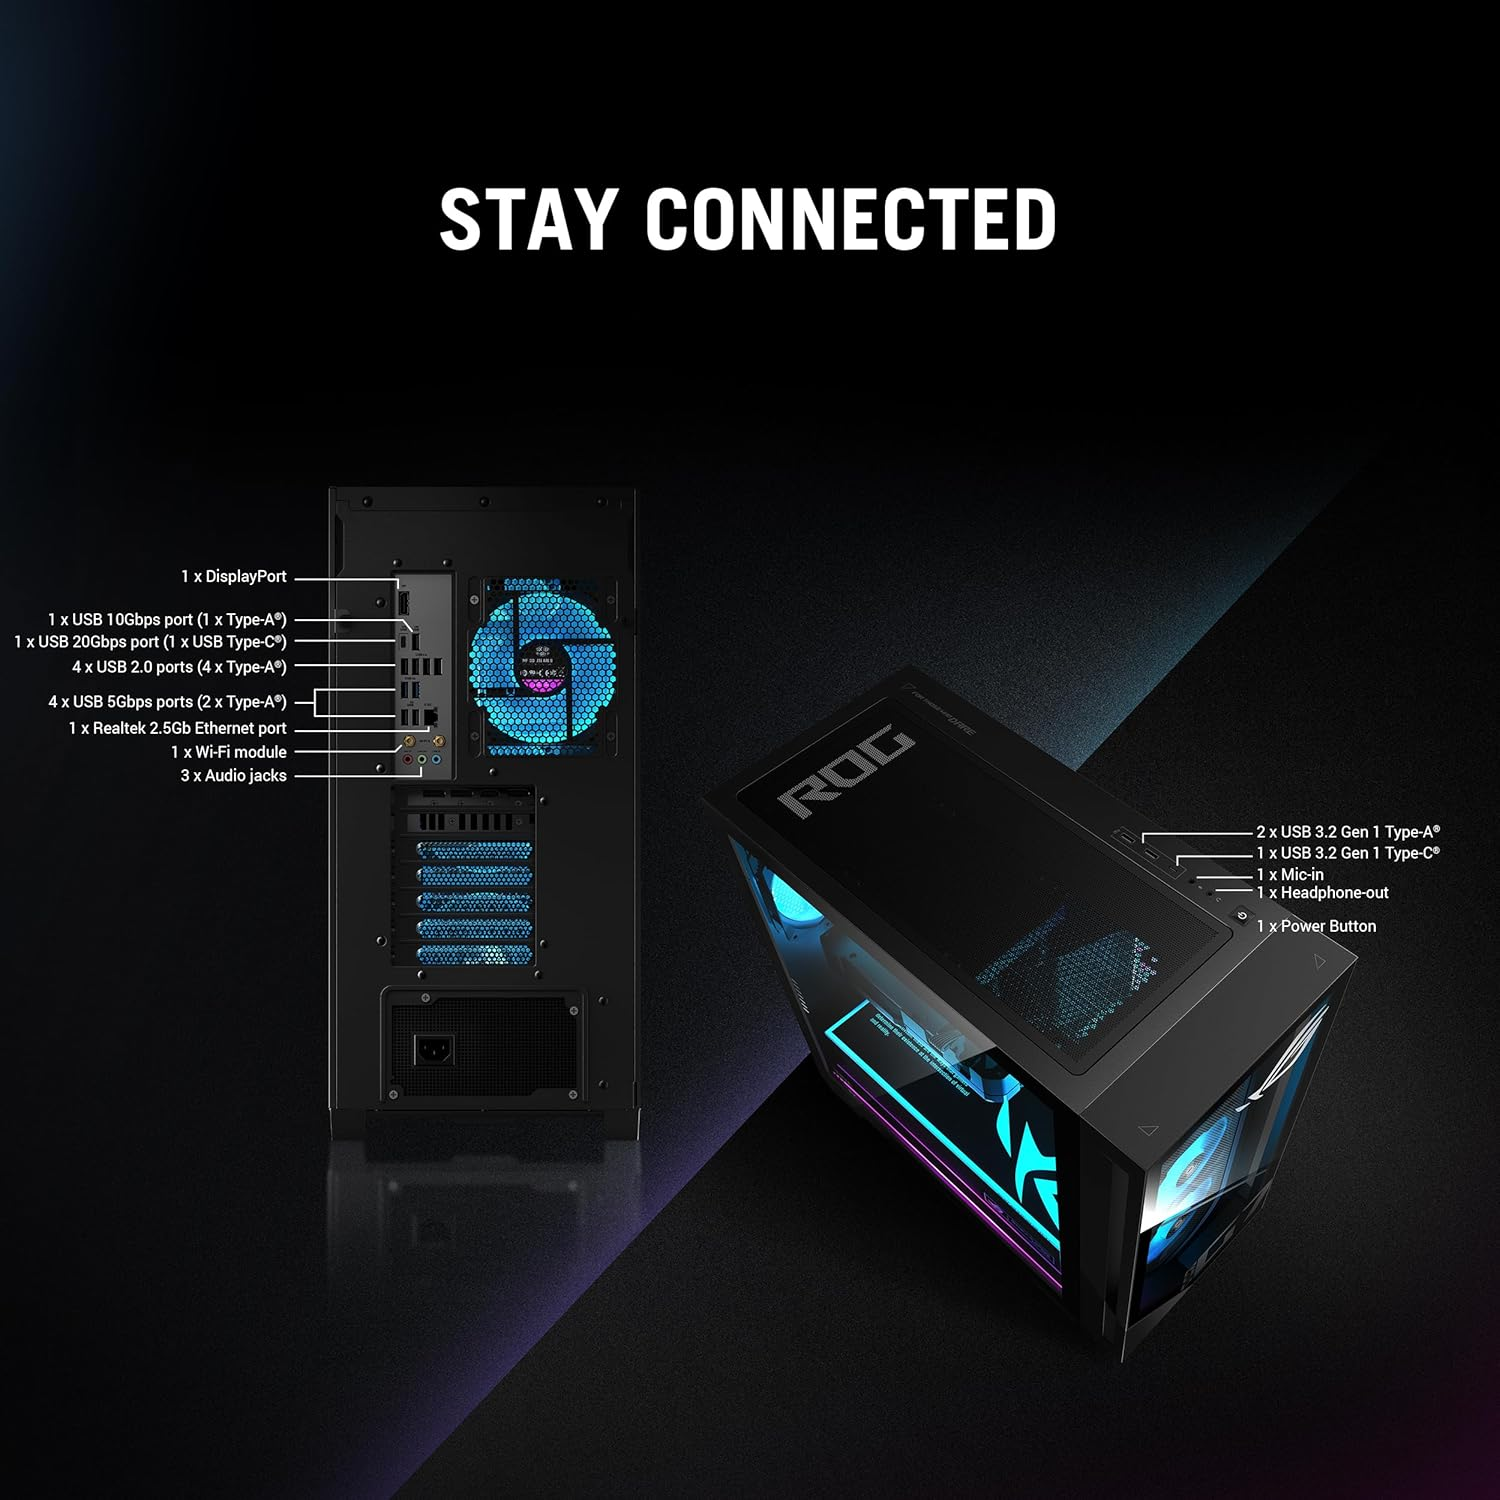 STAY CONNECTED
1 x DisplayPort
1 x USB 10Gbps port (1 x Type-A®)
1 x USB 20Gbps port (1 x USB Type-C®)
4 x USB 2.0 ports (4 x Type-A®)
4 x USB 5Gbps ports (2 x Type-A®)
1 x Realtek 2.5Gb Ethernet port
1 x Wi-Fi module
3 x Audio jacks
ROG
2 x USB 3.2 Gen 1 Type-A®
1 x USB 3.2 Gen 1 Type-C®
1 x Mic-in
1 x Headphone-out
1 x Power Button